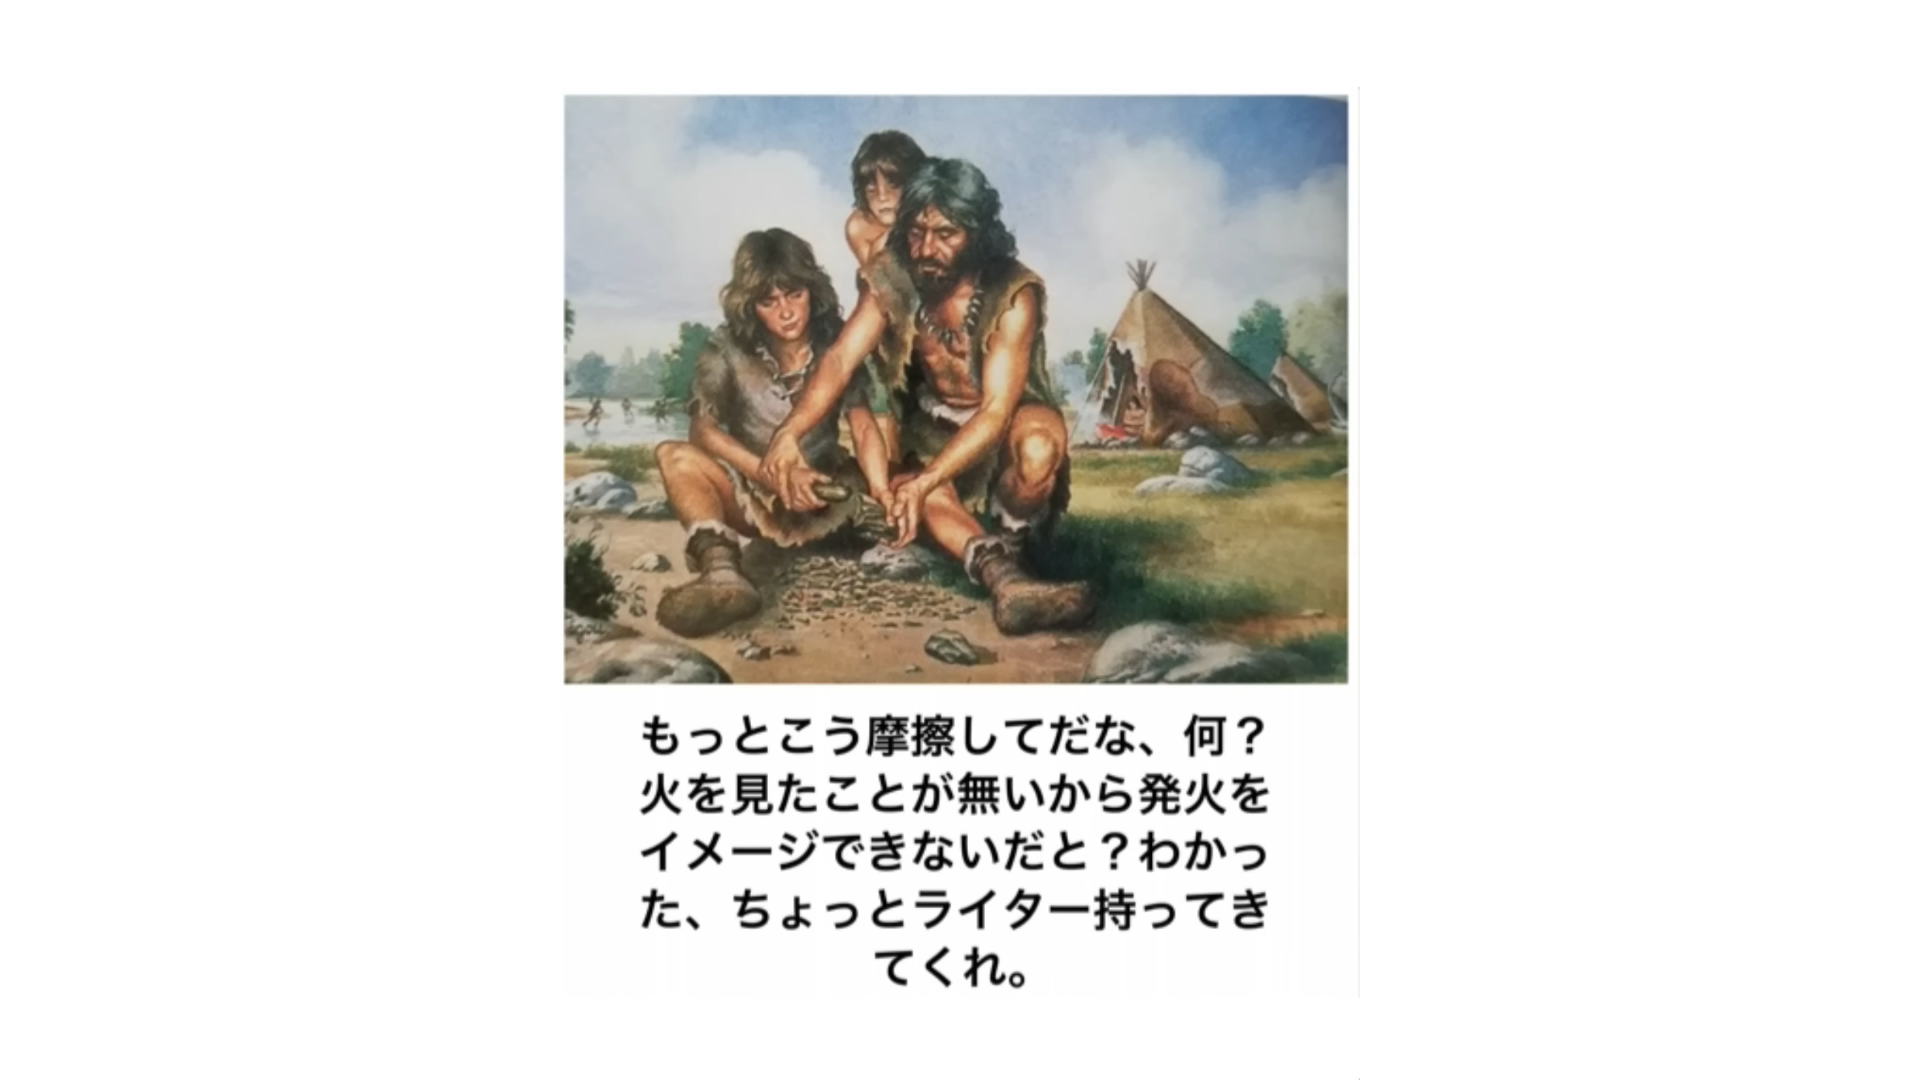 もっとこう摩擦してだな、何？
火を見たことが無いから発火を
イメージできないだと？わかっ
た、ちょっとライター持ってき
てくれ。